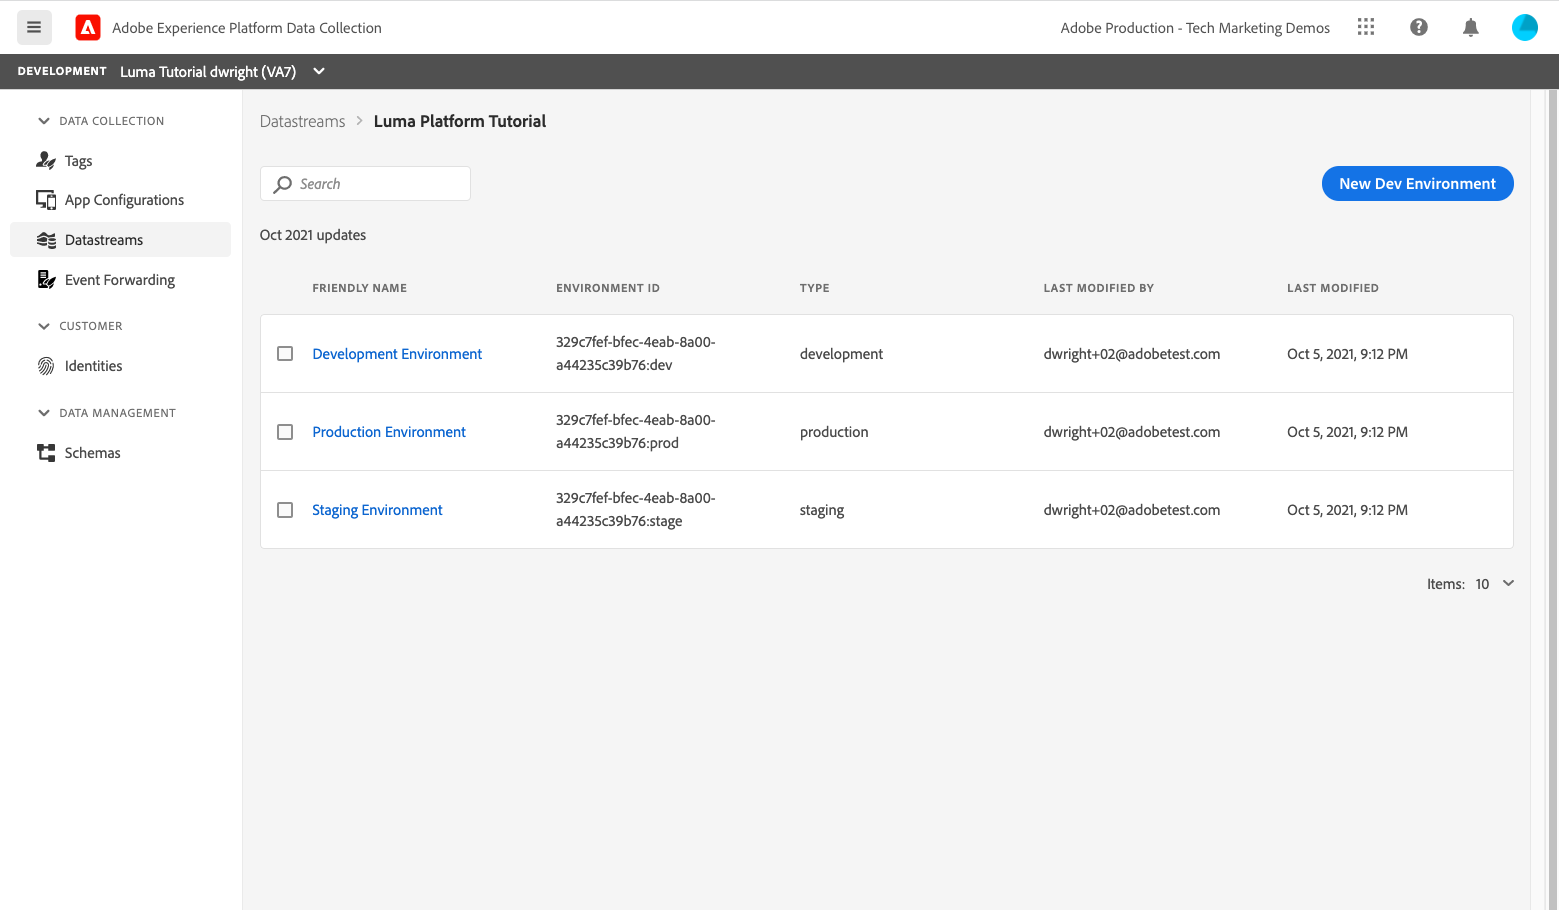 Adobe Experience Platform Data Collection
Adobe Production - Tech Marketing Demos
DEVELOPMENT Luma Tutorial dwright (VA7)
DATA COLLECTION
Tags
App Configurations
Datastreams
Event Forwarding
CUSTOMER
Identities
DATA MANAGEMENT
Schemas
Datastreams > Luma Platform Tutorial
Search
New Dev Environment
Oct 2021 updates
FRIENDLY NAME ENVIRONMENT ID TYPE LAST MODIFIED BY LAST MODIFIED
Development Environment 329c7fef-bfec-4eab-8a00-
a44235c39b76:dev development dwright+02@adobetest.com Oct 5, 2021, 9:12 PM
Production Environment 329c7fef-bfec-4eab-8a00-
a44235c39b76:prod production dwright+02@adobetest.com Oct 5, 2021, 9:12 PM
Staging Environment 329c7fef-bfec-4eab-8a00-
a44235c39b76:stage staging dwright+02@adobetest.com Oct 5, 2021, 9:12 PM
Items: 10